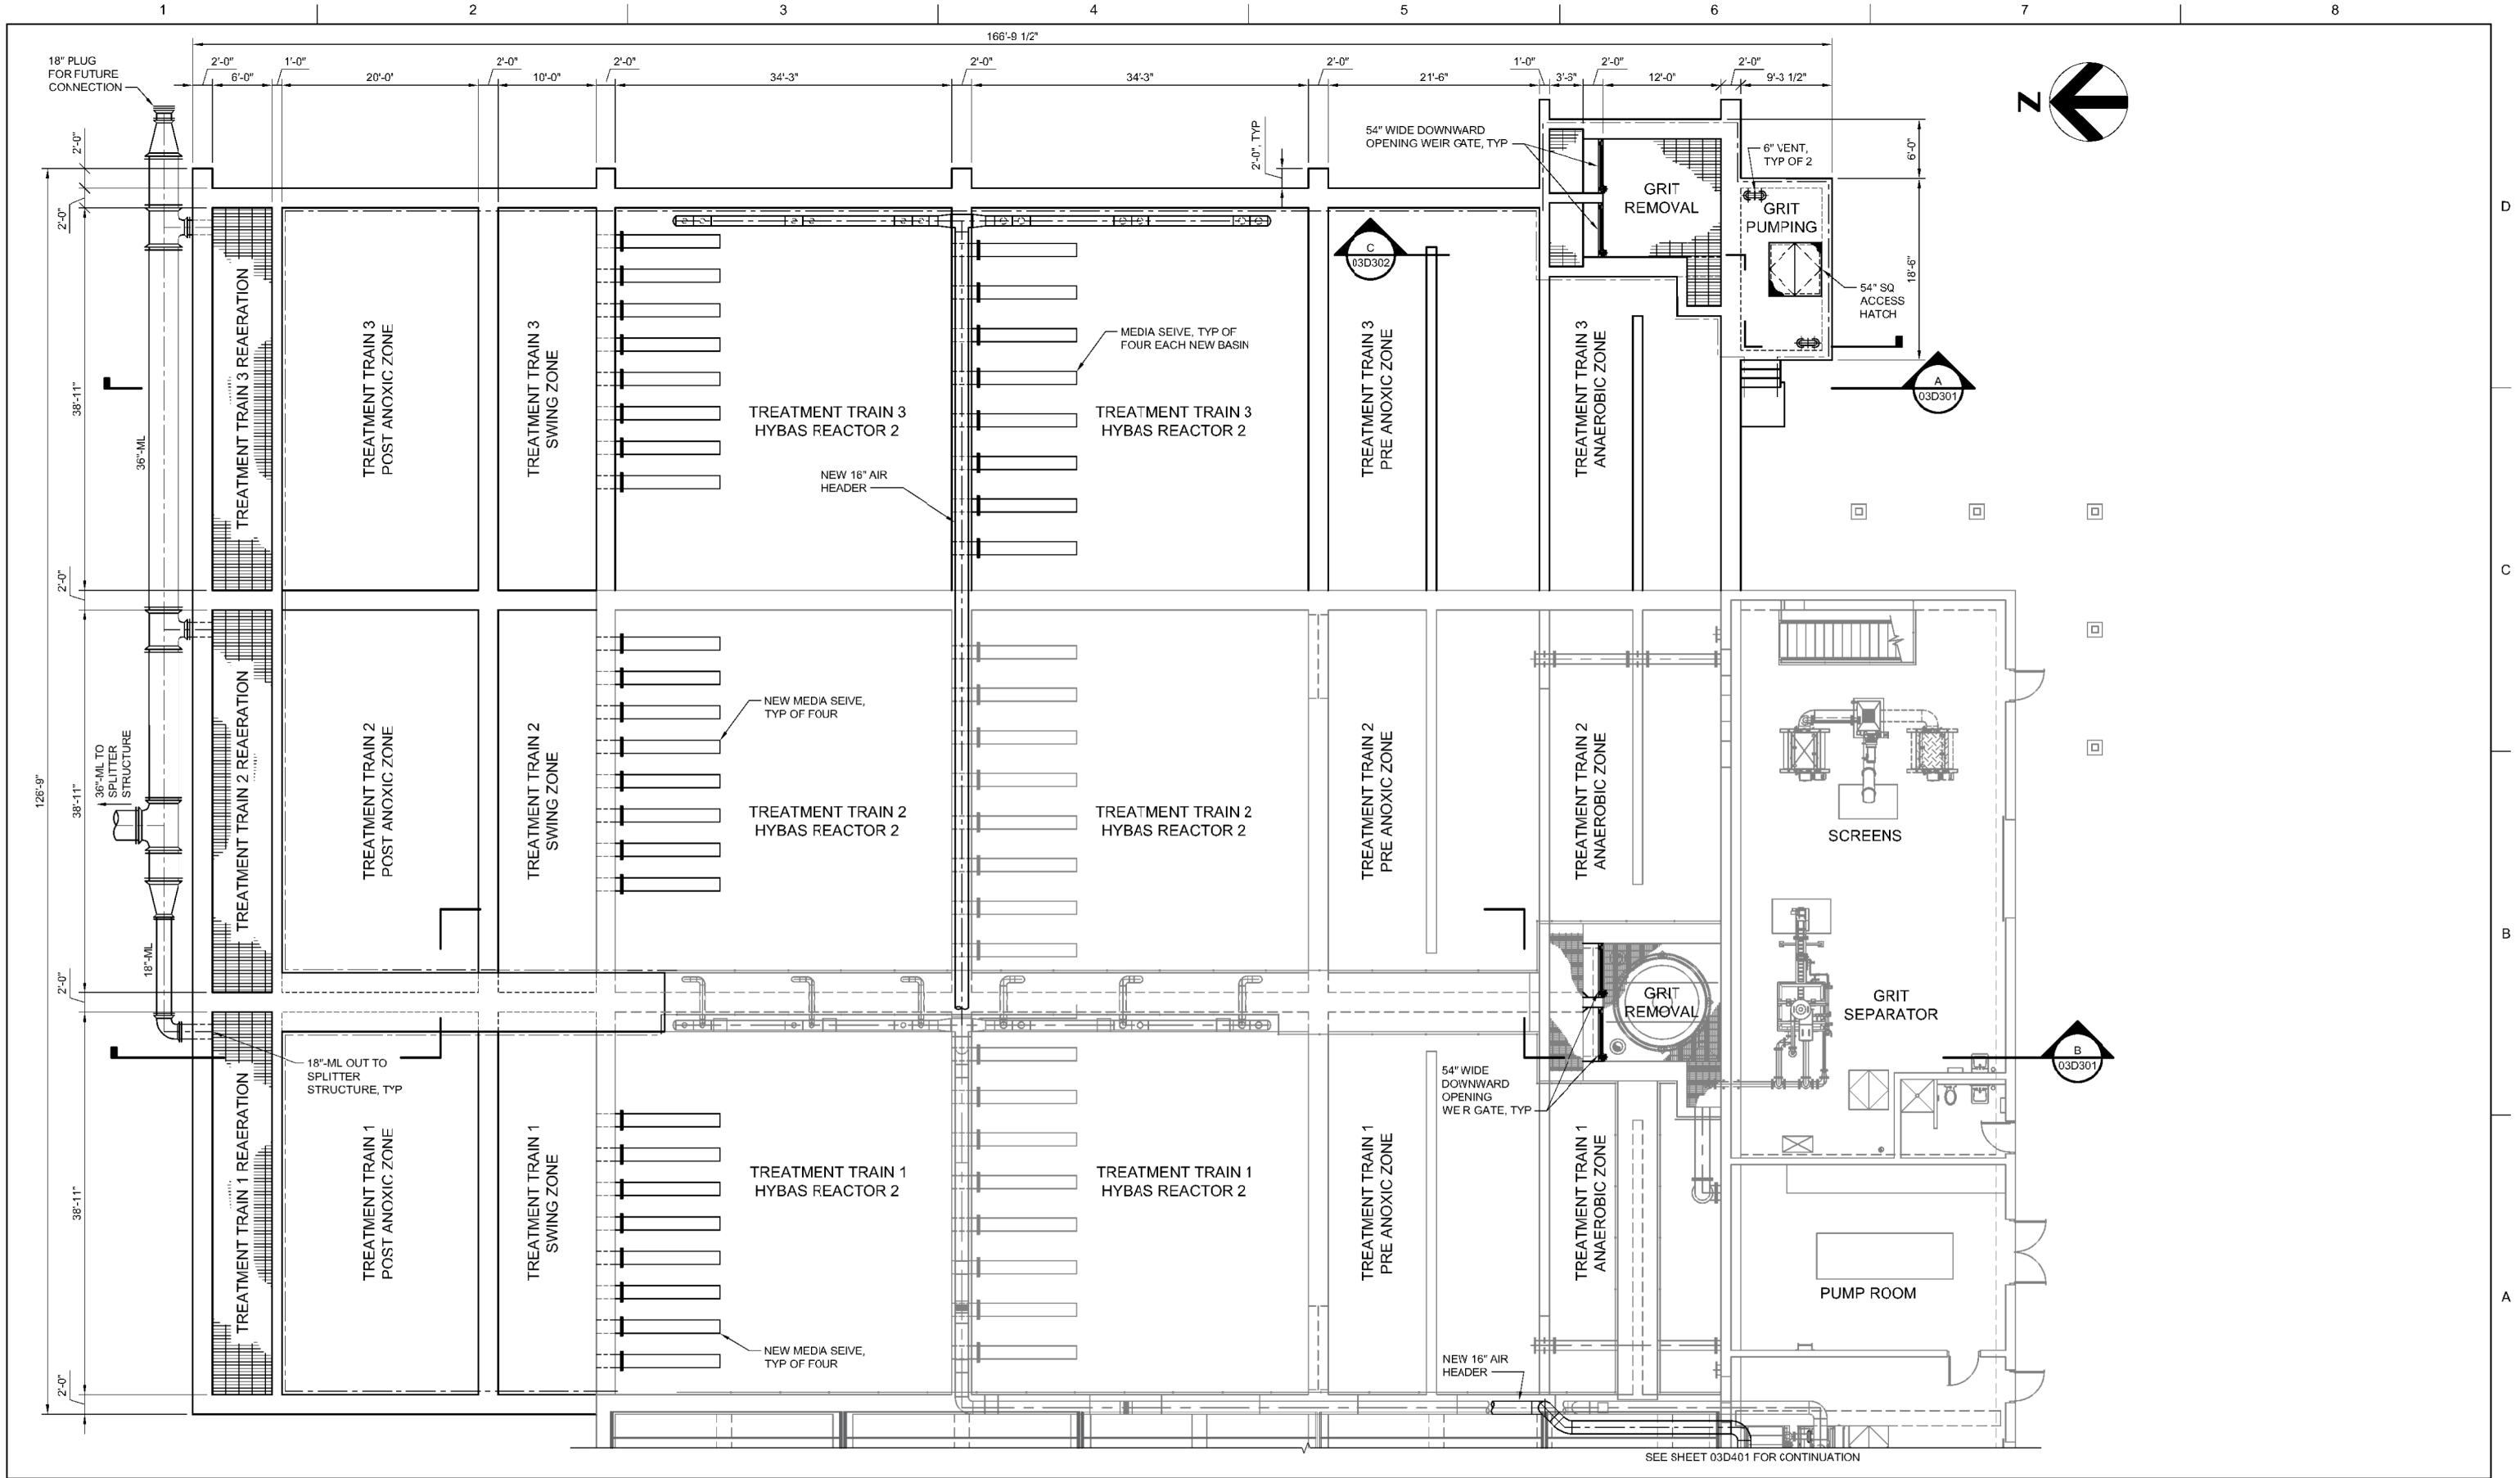 1
2
3
4
5
6
7
8
166'-9 1/2"
18" PLUG
FOR FUTURE
CONNECTION
2'-0"
6'-0"
1'-0"
20'-0"
2'-0"
10'-0"
2'-0"
34'-3"
2'-0"
34'-3"
2'-0"
21'-6"
1'-0"
3'-6"
2'-0"
12'-0"
2'-0"
9'-3 1/2"
N
2'-0"
2'-0", TYP
54" WIDE DOWNWARD
OPENING WEIR GATE, TYP
6" VENT,
TYP OF 2
6'-0"
GRIT
REMOVAL
GRIT
PUMPING
D
2'-0"
C
03D302
18'-6"
54" SQ
ACCESS
HATCH
TREATMENT TRAIN 3 REAERATION
TREATMENT TRAIN 3
POST ANOXIC ZONE
TREATMENT TRAIN 3
SWING ZONE
MEDIA SEIVE, TYP OF
FOUR EACH NEW BASIN
TREATMENT TRAIN 3
PRE ANOXIC ZONE
TREATMENT TRAIN 3
ANAEROBIC ZONE
A
03D301
38'-11"
36"-ML
TREATMENT TRAIN 3
HYBAS REACTOR 2
TREATMENT TRAIN 3
HYBAS REACTOR 2
NEW 16" AIR
HEADER
C
2'-0"
TREATMENT TRAIN 2 REAERATION
TREATMENT TRAIN 2
POST ANOXIC ZONE
TREATMENT TRAIN 2
SWING ZONE
NEW MEDIA SEIVE,
TYP OF FOUR
TREATMENT TRAIN 2
PRE ANOXIC ZONE
TREATMENT TRAIN 2
ANAEROBIC ZONE
126'-9"
38'-11"
36"-ML TO
SPLITTER
STRUCTURE
TREATMENT TRAIN 2
HYBAS REACTOR 2
TREATMENT TRAIN 2
HYBAS REACTOR 2
SCREENS
B
18"-ML
2'-0"
GRIT
REMOVAL
GRIT
SEPARATOR
B
03D301
18"-ML OUT TO
SPLITTER
STRUCTURE, TYP
54" WIDE
DOWNWARD
OPENING
WEIR GATE, TYP
TREATMENT TRAIN 1 REAERATION
TREATMENT TRAIN 1
POST ANOXIC ZONE
TREATMENT TRAIN 1
SWING ZONE
TREATMENT TRAIN 1
HYBAS REACTOR 2
TREATMENT TRAIN 1
HYBAS REACTOR 2
TREATMENT TRAIN 1
PRE ANOXIC ZONE
TREATMENT TRAIN 1
ANAEROBIC ZONE
38'-11"
PUMP ROOM
A
NEW MEDIA SEIVE,
TYP OF FOUR
NEW 16" AIR
HEADER
2'-0"
SEE SHEET 03D401 FOR CONTINUATION